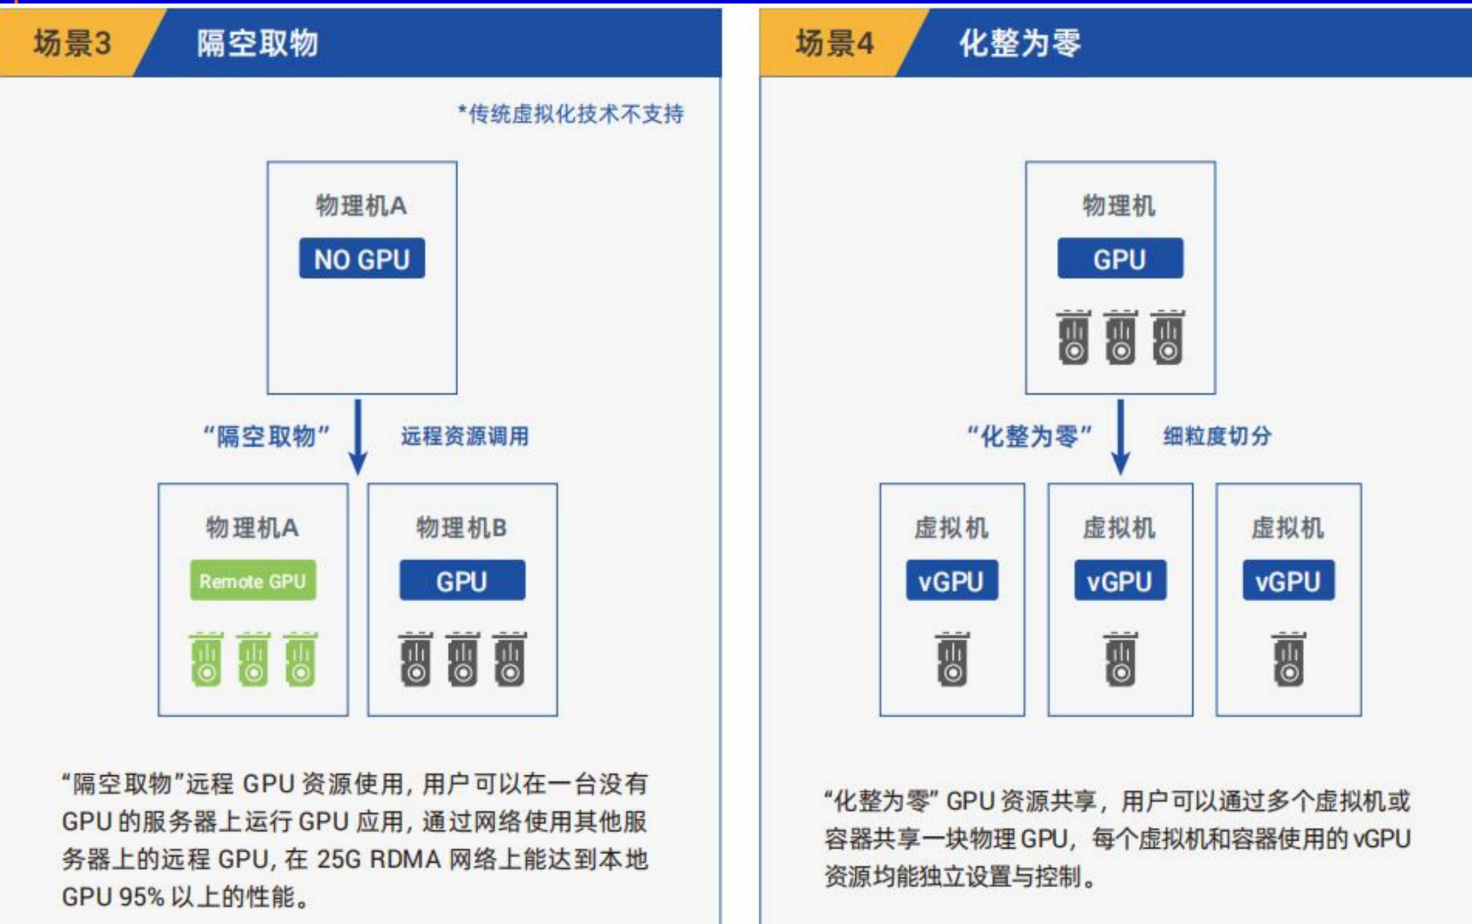 场景3 隔空取物
*传统虚拟化技术不支持
物理机A
NO GPU
“隔空取物” 远程资源调用
物理机A 物理机B
Remote GPU GPU
“隔空取物”远程 GPU 资源使用, 用户可以在一台没有
GPU 的服务器上运行 GPU 应用, 通过网络使用其他服
务器上的远程 GPU, 在 25G RDMA 网络上能达到本地
GPU 95% 以上的性能。
场景4 化整为零
物理机
GPU
“化整为零” 细粒度切分
虚拟机 虚拟机 虚拟机
vGPU vGPU vGPU
“化整为零” GPU 资源共享，用户可以通过多个虚拟机或
容器共享一块物理 GPU，每个虚拟机和容器使用的 vGPU
资源均能独立设置与控制。